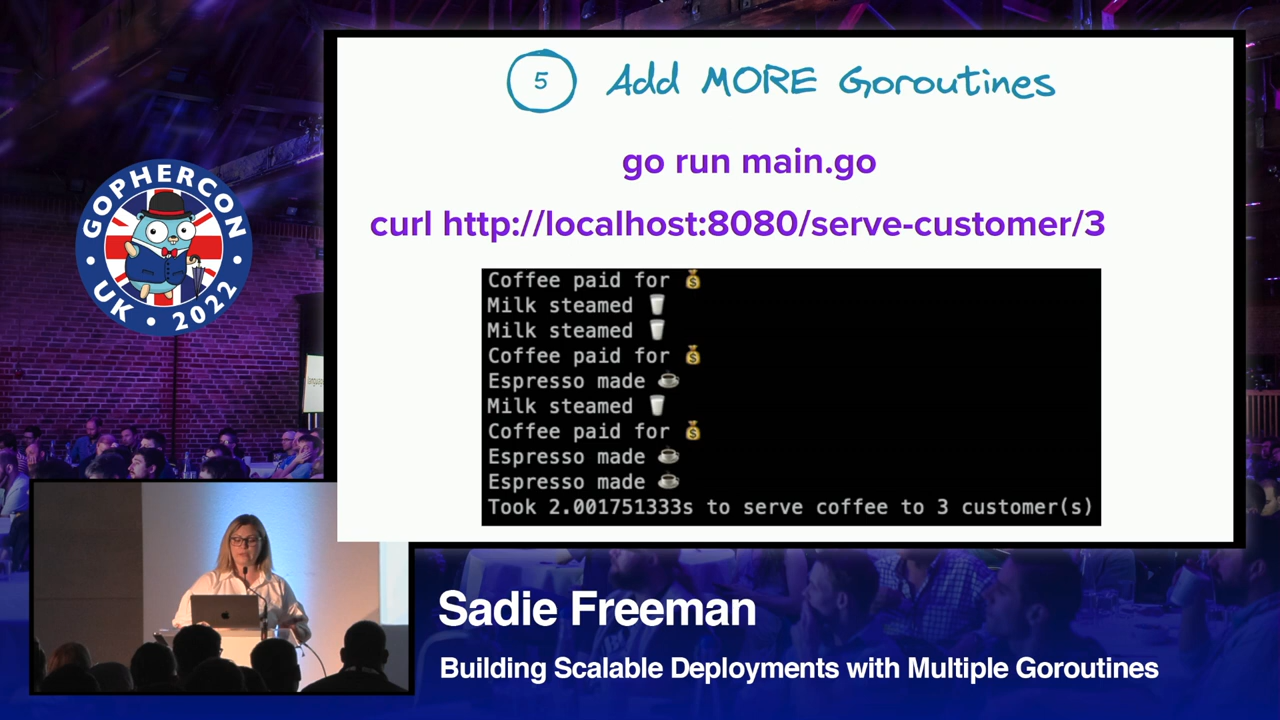 5 Add MORE Goroutines
go run main.go
curl http://localhost:8080/serve-customer/3
Coffee paid for 💰
Milk steamed 🥛
Milk steamed 🥛
Coffee paid for 💰
Espresso made ☕
Milk steamed 🥛
Coffee paid for 💰
Espresso made ☕
Espresso made ☕
Took 2.001751333s to serve coffee to 3 customer(s)
GOPHERCON
UK • 2022
Sadie Freeman
Building Scalable Deployments with Multiple Goroutines